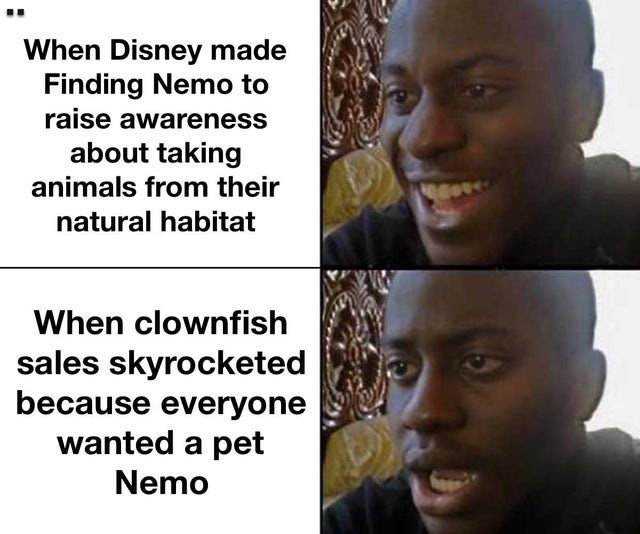 When Disney made
Finding Nemo to
raise awareness
about taking
animals from their
natural habitat
When clownfish
sales skyrocketed
because everyone
wanted a pet
Nemo